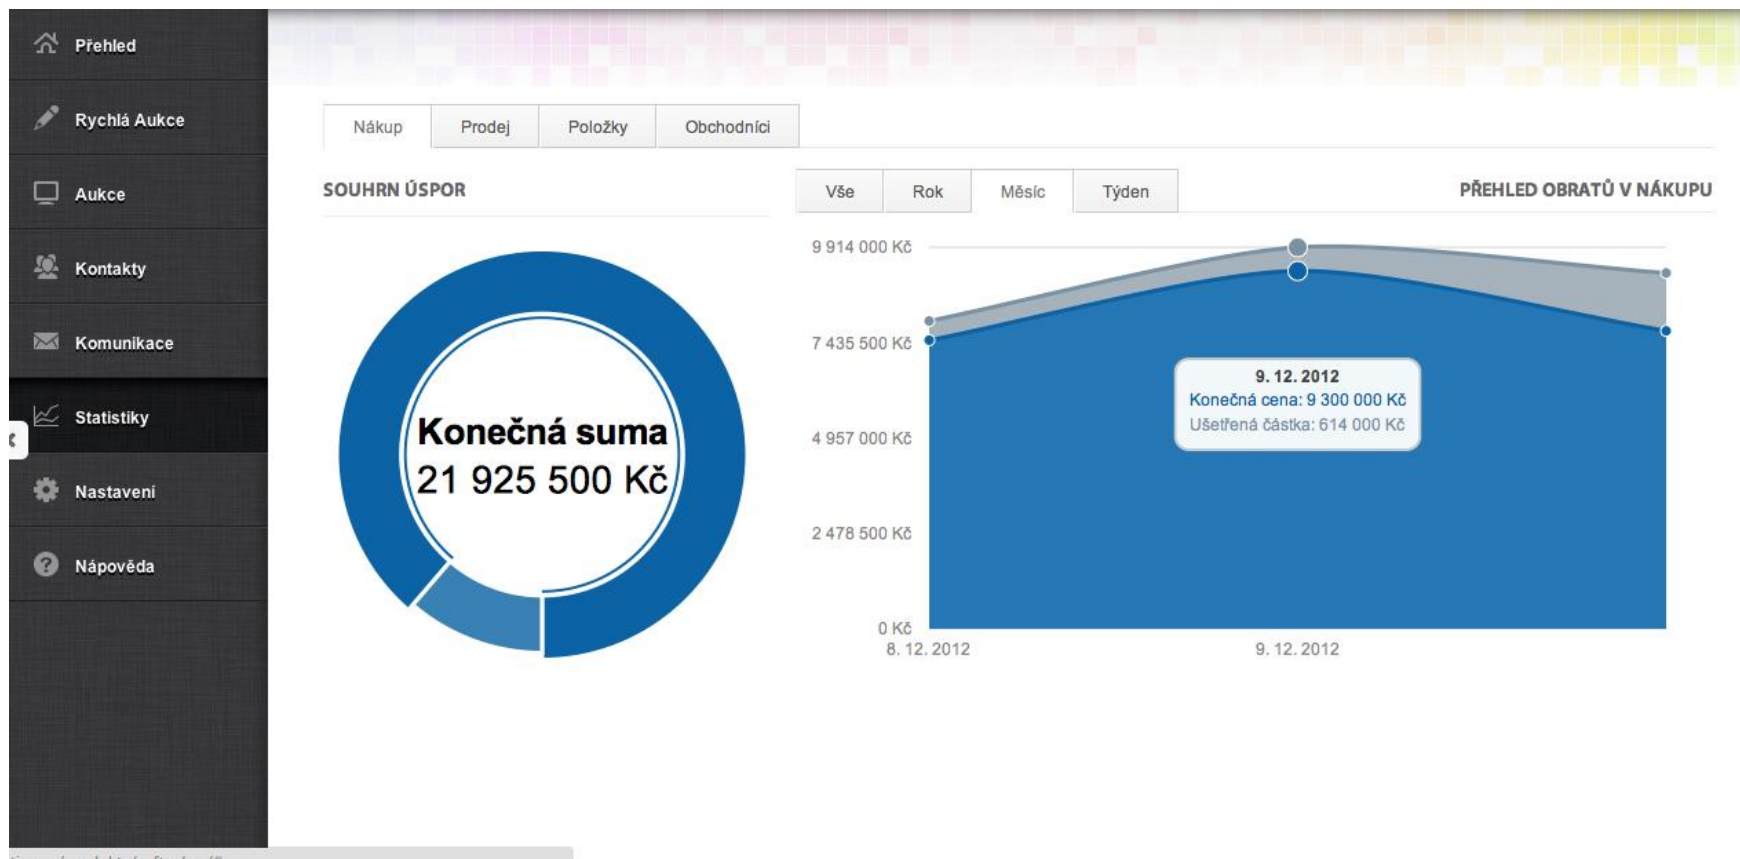 Přehled
Rychlá Aukce
Aukce
Kontakty
Komunikace
Statistiky
Nastavení
Nápověda
Nákup Prodej Položky Obchodníci
SOUHRN ÚSPOR
Vše Rok Měsíc Týden
PŘEHLED OBRATŮ V NÁKUPU
Konečná suma
21 925 500 Kč
9 914 000 Kč
7 435 500 Kč
4 957 000 Kč
2 478 500 Kč
0 Kč
9. 12. 2012
Konečná cena: 9 300 000 Kč
Ušetřená částka: 614 000 Kč
8. 12. 2012 9. 12. 2012